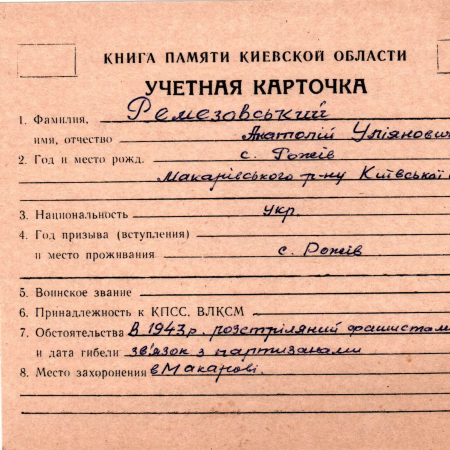 КНИГА ПАМЯТИ КИЕВСКОЙ ОБЛАСТИ
УЧЕТНАЯ КАРТОЧКА
1. Фамилия, Ремезовський
имя, отчество Анатолій Уліянович
2. Год и место рожд. с. Рожів
Макарівського р-ну Київської
3. Национальность укр.
4. Год призыва (вступления)
и место проживания с. Рожів
5. Воинское звание
6. Принадлежность к КПСС. ВЛКСМ
7. Обстоятельства В 1943 р. розстріляний фашистам
и дата гибели зв'язок з партизанами
8. Место захоронения в Макарові.